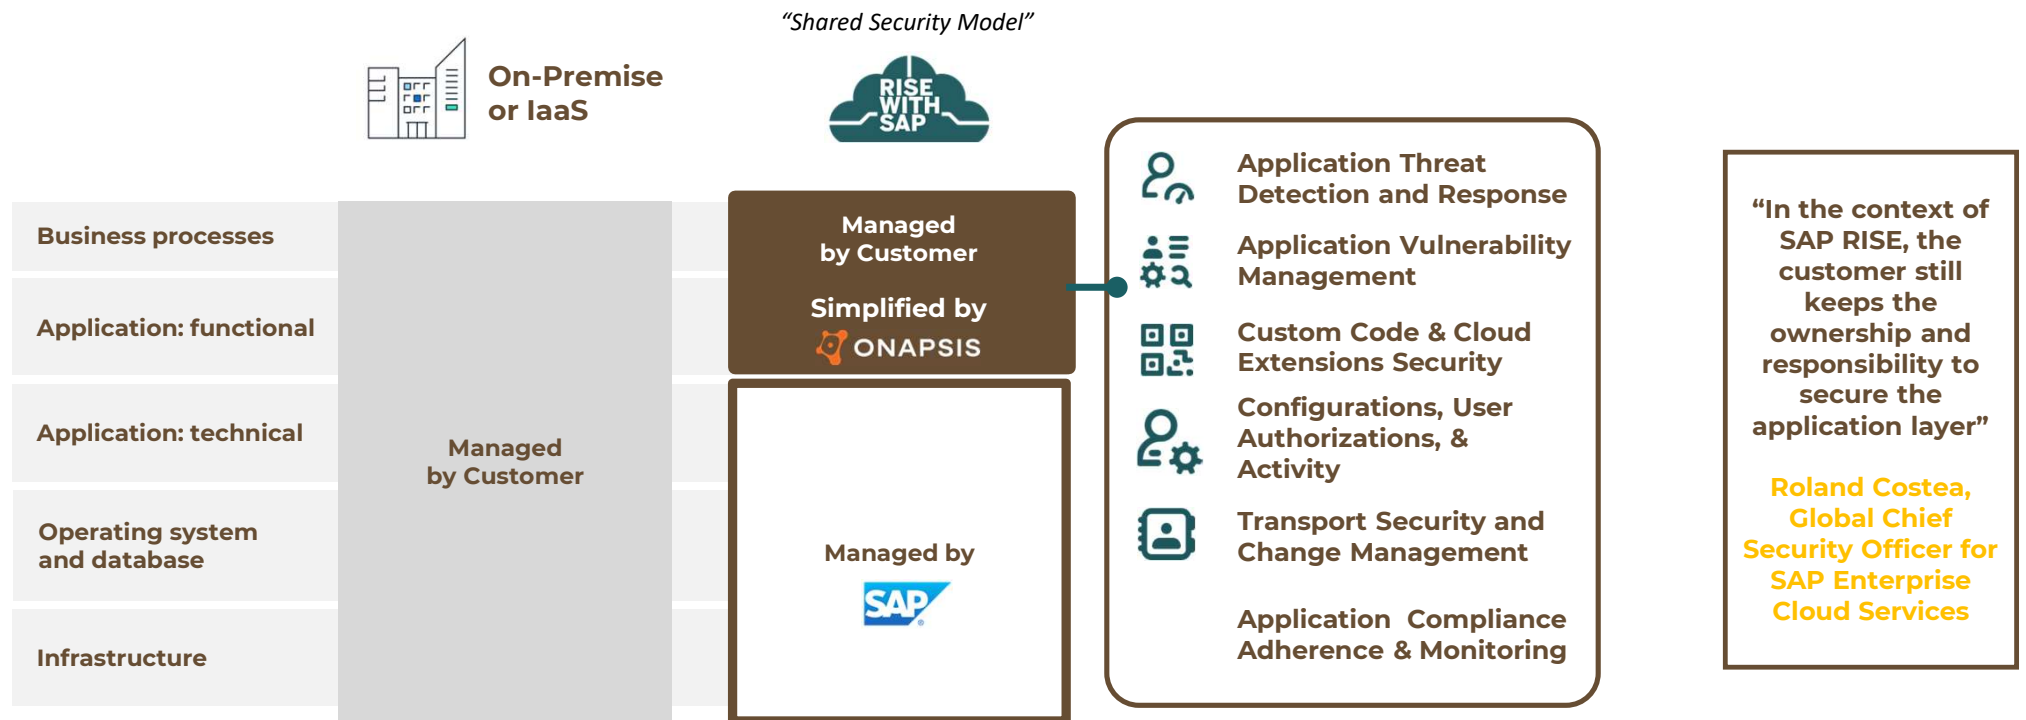 “Shared Security Model”
On-Premise
or IaaS
RISE
WITH
SAP
Business processes
Application: functional
Application: technical
Operating system
and database
Infrastructure
Managed
by Customer
Managed
by Customer
Simplified by
ONAPSIS
Managed by
SAP
®
Application Threat
Detection and Response
Application Vulnerability
Management
Custom Code & Cloud
Extensions Security
Configurations, User
Authorizations, &
Activity
Transport Security and
Change Management
Application Compliance
Adherence & Monitoring
“In the context of
SAP RISE, the
customer still
keeps the
ownership and
responsibility to
secure the
application layer”
Roland Costea,
Global Chief
Security Officer for
SAP Enterprise
Cloud Services